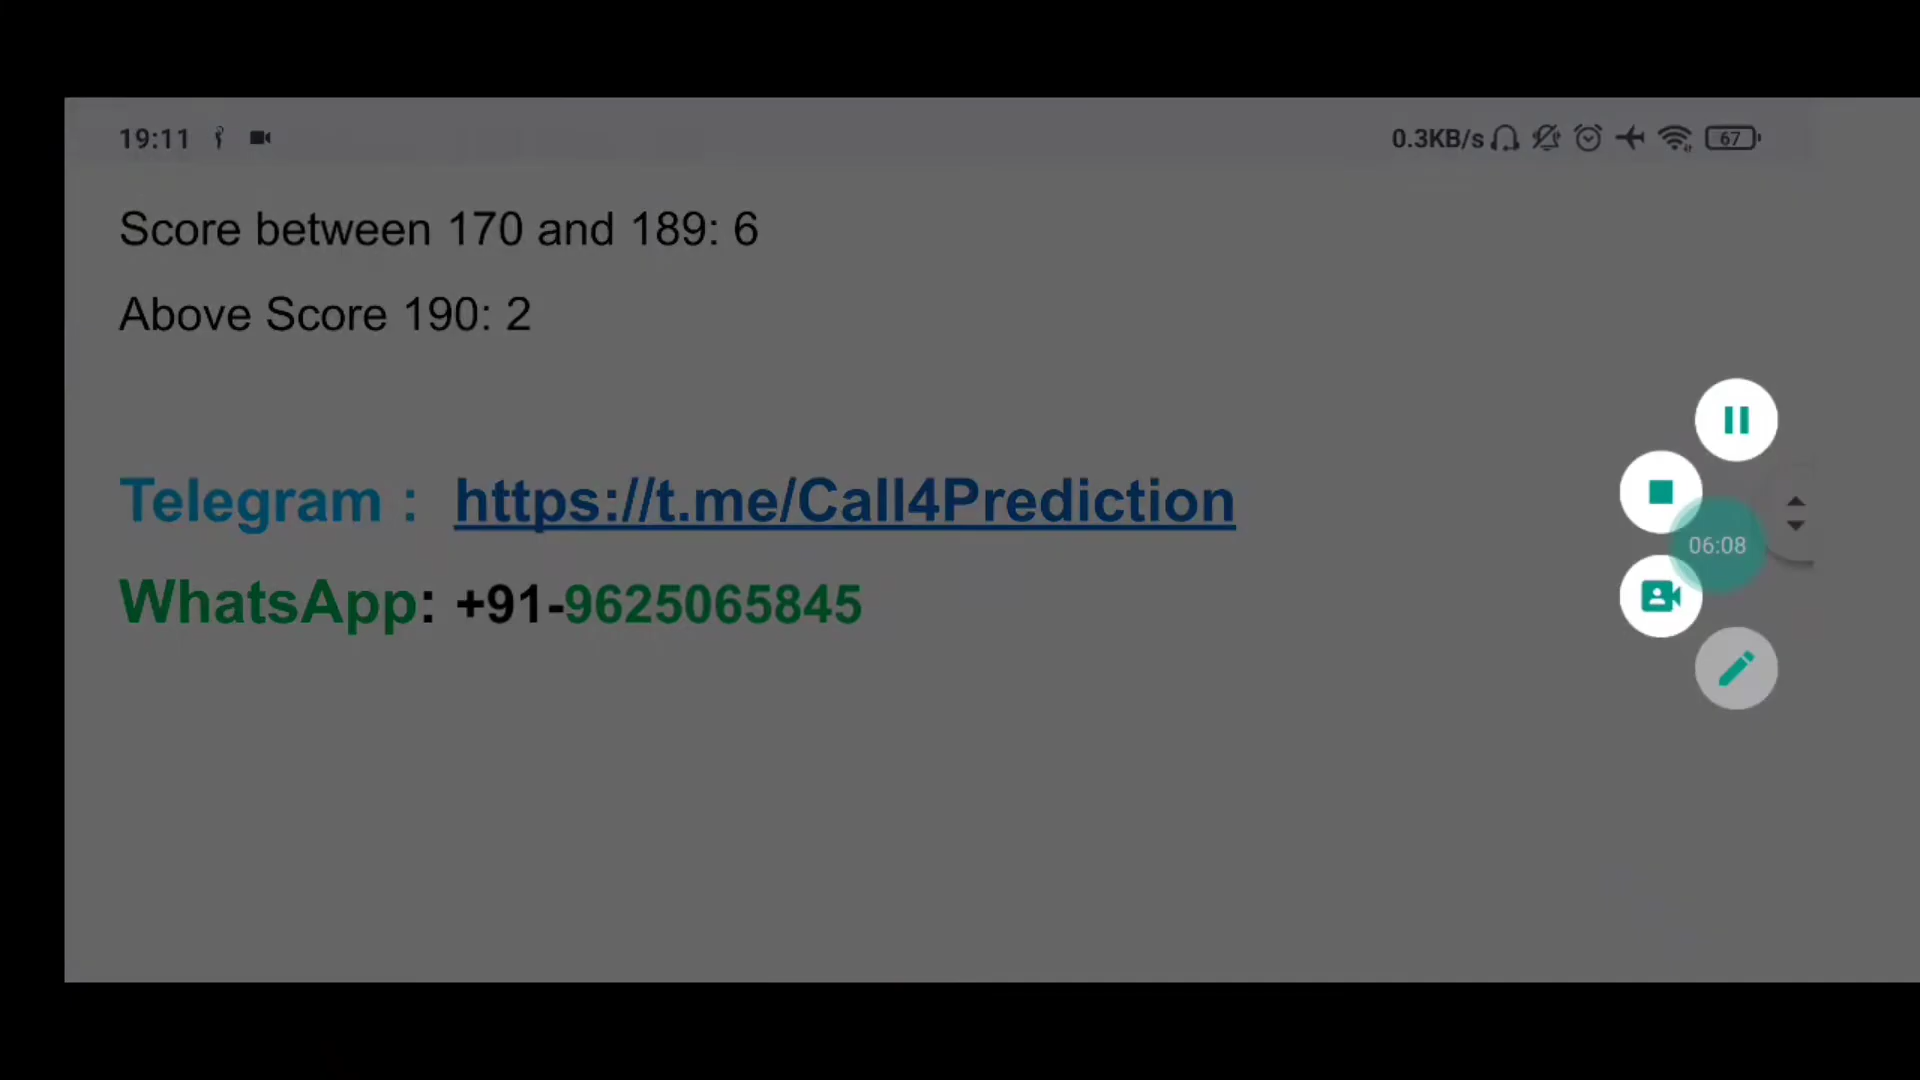 19:11 0.3KB/s 67
Score between 170 and 189: 6
Above Score 190: 2
Telegram : https://t.me/Call4Prediction
06:08
WhatsApp: +91-9625065845